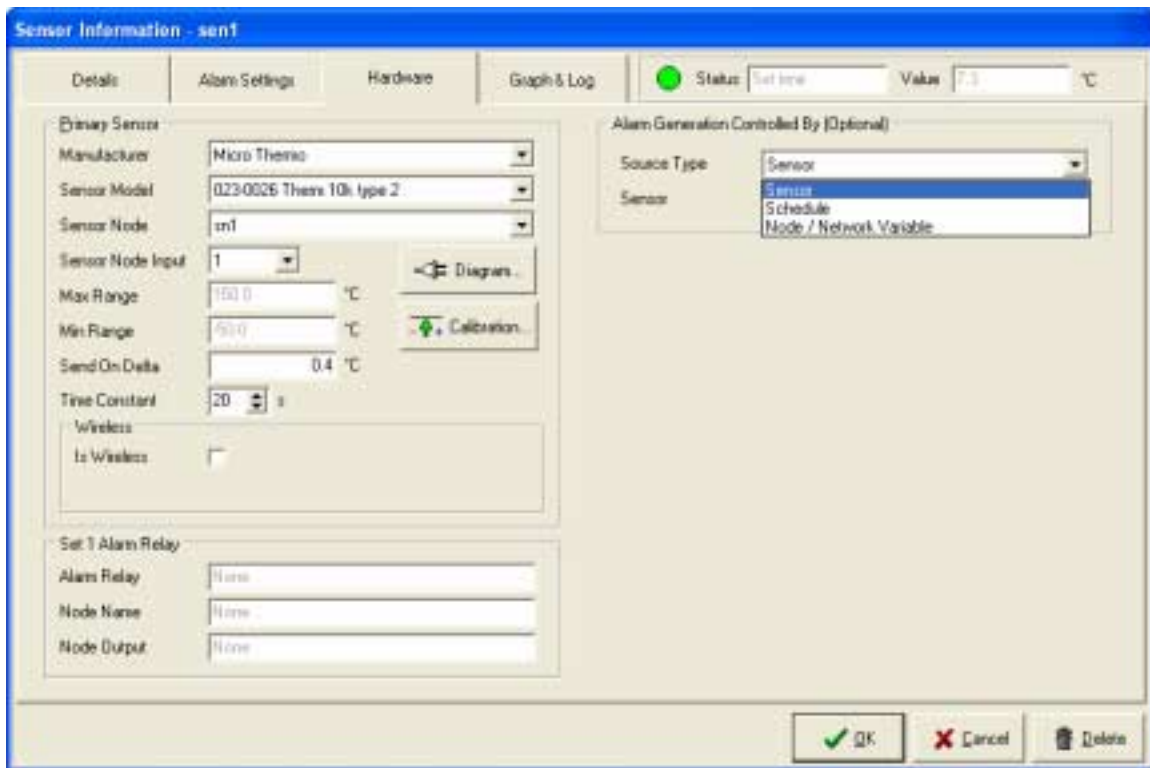 Sensor Information - sen1
Details
Alarm Settings
Hardware
Graph & Log
Status
Set time
Value
7.3
°C
Primary Sensor
Manufacturer
Micro Thermo
Sensor Model
023-0026 Therm 10k type 2
Sensor Node
sn1
Sensor Node Input
1
Diagram...
Max Range
150.0
°C
Min Range
-50.0
°C
Calibration...
Send On Delta
0.4 °C
Time Constant
20
s
Wireless
Is Wireless
Set 1 Alarm Relay
Alarm Relay
None
Node Name
None
Node Output
None
Alarm Generation Controlled By (Optional)
Source Type
Sensor
Sensor
Sensor
Schedule
Node / Network Variable
OK
Cancel
Delete